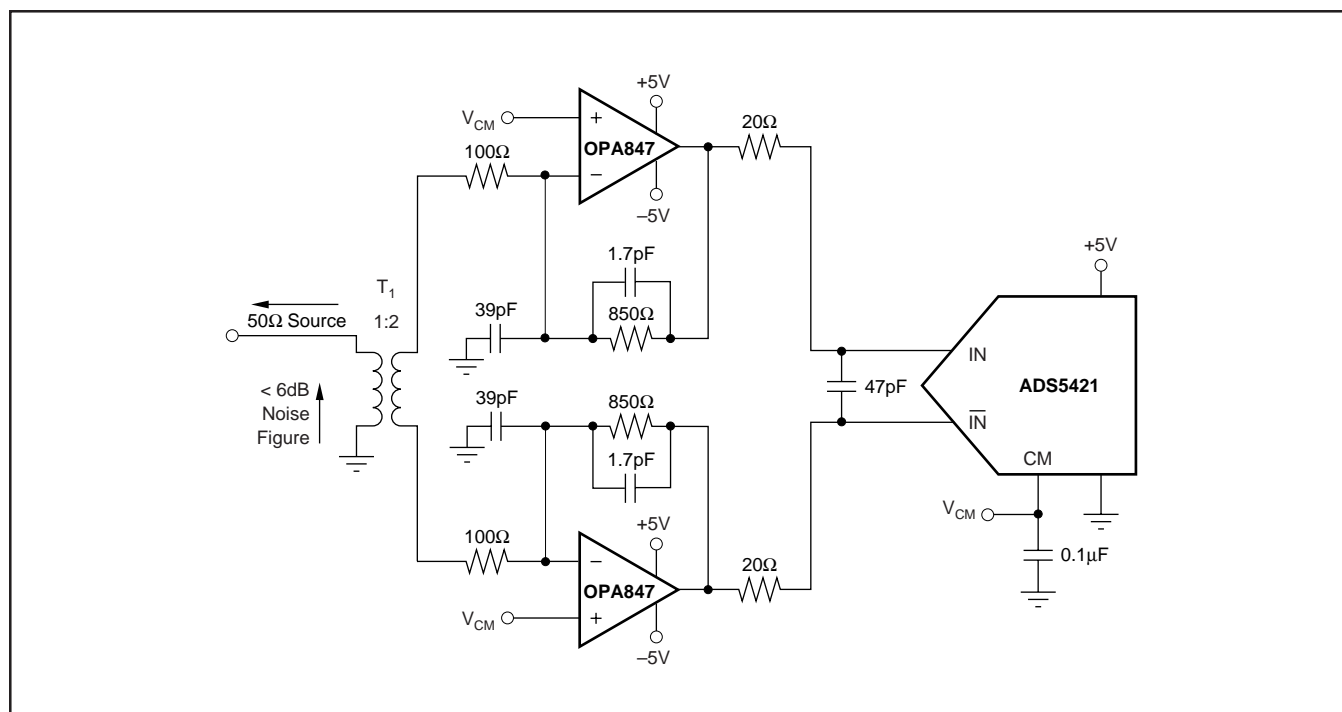 +5V
V_CM
+
OPA847
−
–5V
100Ω
20Ω
1.7pF
850Ω
39pF
50Ω Source
T1
1:2
< 6dB
Noise
Figure
39pF
850Ω
1.7pF
+5V
100Ω
−
OPA847
+
V_CM
–5V
20Ω
47pF
+5V
IN
ADS5421
I̅N̅
CM
V_CM
0.1µF